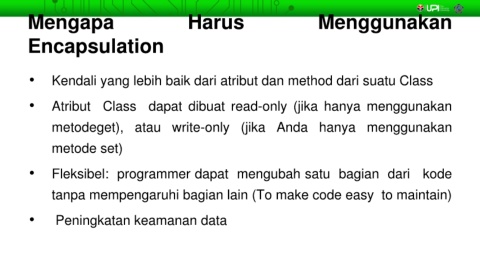 UPI
Mengapa Harus Menggunakan
Encapsulation
• Kendali yang lebih baik dari atribut dan method dari suatu Class
• Atribut Class dapat dibuat read-only (jika hanya menggunakan
metodeget), atau write-only (jika Anda hanya menggunakan
metode set)
• Fleksibel: programmer dapat mengubah satu bagian dari kode
tanpa mempengaruhi bagian lain (To make code easy to maintain)
• Peningkatan keamanan data